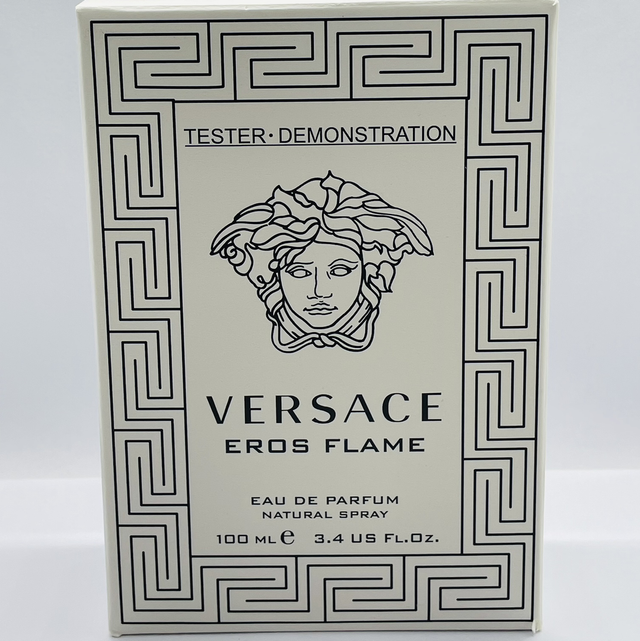 TESTER・DEMONSTRATION
VERSACE
EROS FLAME
EAU DE PARFUM
NATURAL SPRAY
100 ML e 3.4 US FL.Oz.